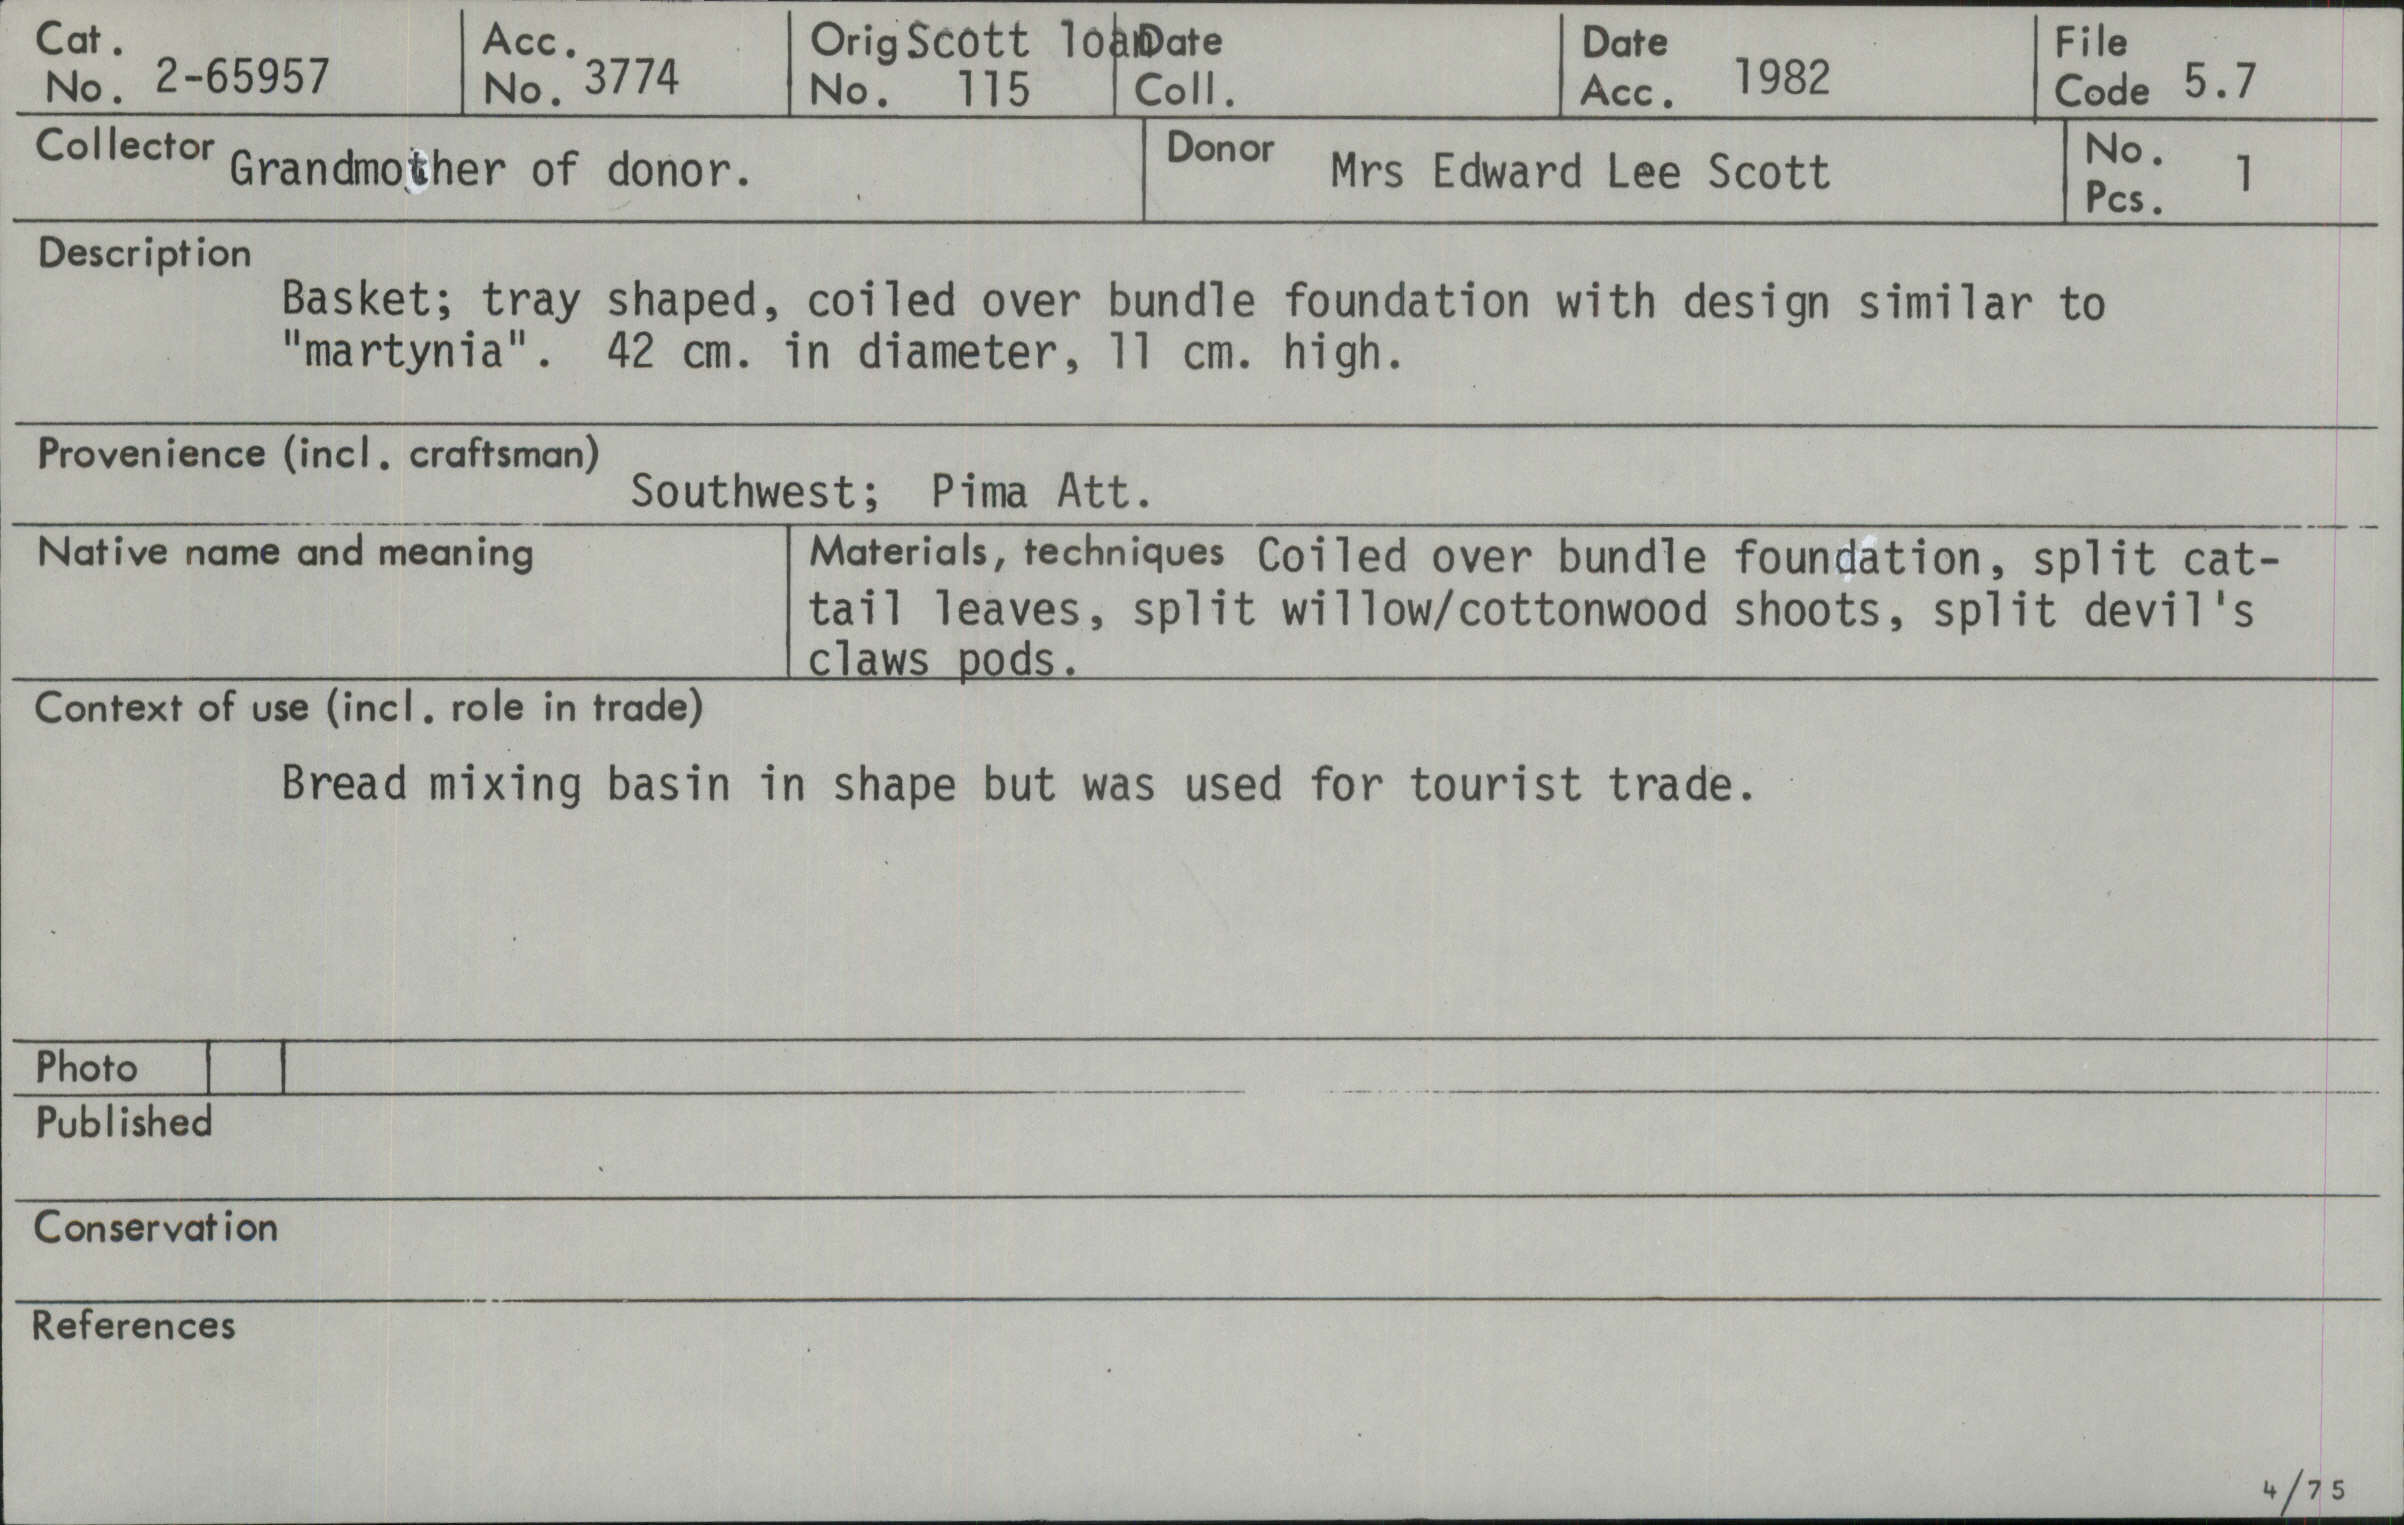 Cat. No. 2-65957
Acc. No. 3774
Orig No. Scott loan 115
Date Coll.
Date Acc. 1982
File Code 5.7
Collector Grandmother of donor.
Donor Mrs Edward Lee Scott
No. Pcs. 1
Description
Basket; tray shaped, coiled over bundle foundation with design similar to
"martynia". 42 cm. in diameter, 11 cm. high.
Provenience (incl. craftsman)
Southwest; Pima Att.
Native name and meaning
Materials, techniques Coiled over bundle foundation, split cat-
tail leaves, split willow/cottonwood shoots, split devil's
claws pods.
Context of use (incl. role in trade)
Bread mixing basin in shape but was used for tourist trade.
Photo
Published
Conservation
References
4/75